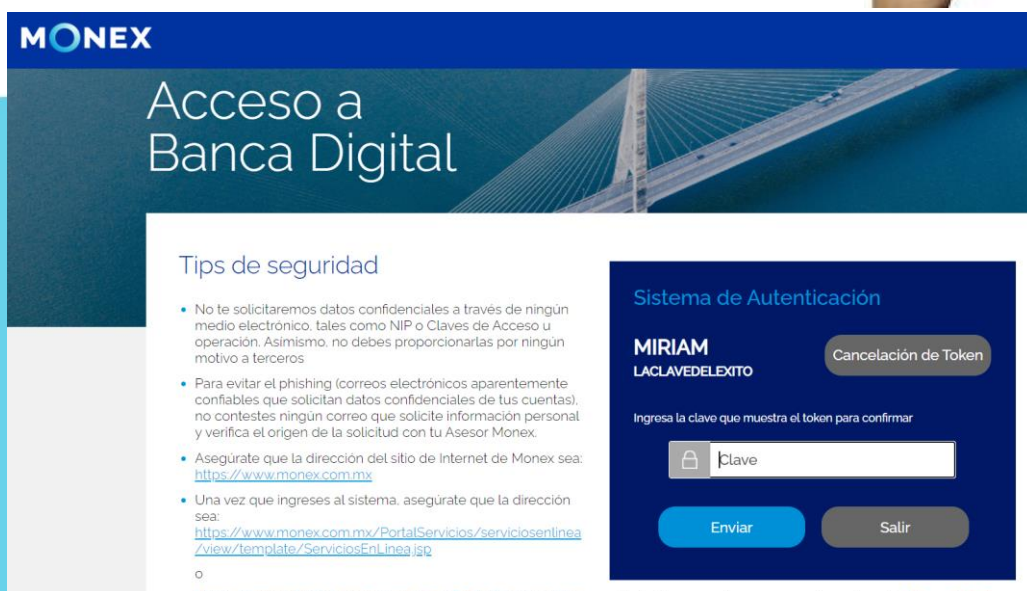 MONEX
Acceso a
Banca Digital
Tips de seguridad
No te solicitaremos datos confidenciales a través de ningún
medio electrónico, tales como NIP o Claves de Acceso u
operación. Asímismo, no debes proporcionarlas por ningún
motivo a terceros
Para evitar el phishing (correos electrónicos aparentemente
confiables que solicitan datos confidenciales de tus cuentas),
no contestes ningún correo que solicite información personal
y verifica el origen de la solicitud con tu Asesor Monex.
Asegúrate que la dirección del sitio de Internet de Monex sea:
https://www.monex.com.mx
Una vez que ingreses al sistema, asegúrate que la dirección
sea:
https://www.monex.com.mx/PortalServicios/serviciosenlinea
/view/template/ServiciosEnLinea.jsp
o
Sistema de Autenticación
MIRIAM
LACLAVEDELEXITO
Cancelación de Token
Ingresa la clave que muestra el token para confirmar
Clave
Enviar
Salir